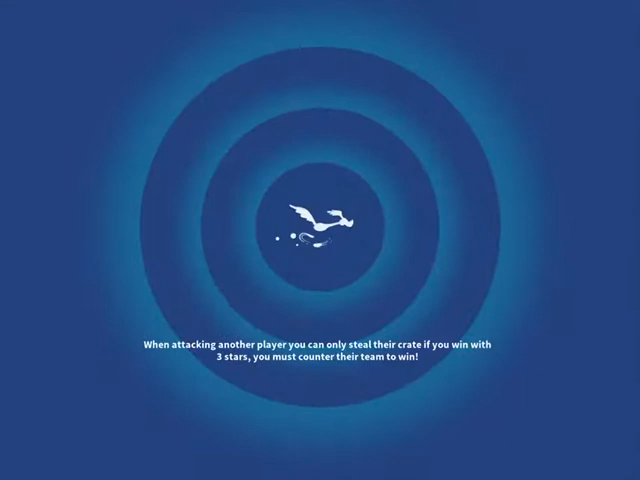 When attacking another player you can only steal their crate if you win with
3 stars, you must counter their team to win!